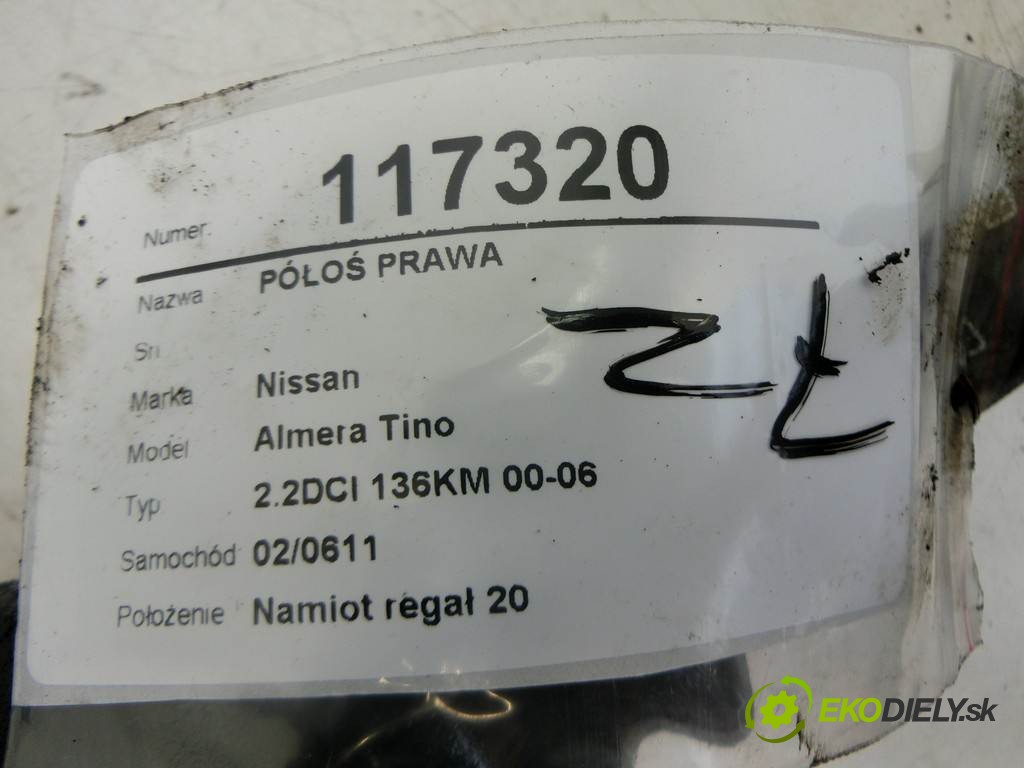 Numer. 117320
Nazwa PÓŁOŚ PRAWA
Sn
Marka Nissan
Model Almera Tino
Typ 2.2DCI 136KM 00-06
Samochód 02/0611
Położenie Namiot regał 20
ZŁ
EKODIELY.sk